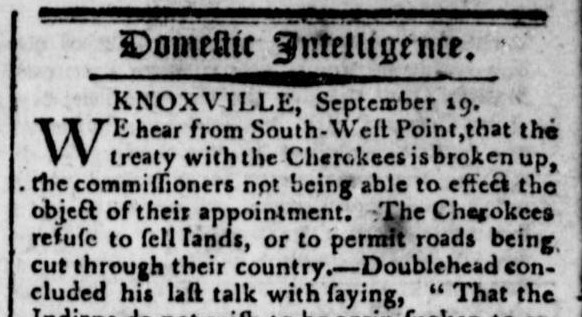 Domeſtic Intelligence.
KNOXVILLE, September 19.
WE hear from South-Weſt Point, that the
treaty with the Cherokees is broken up,
the commiſſioners not being able to effect the
object of their appointment. The Cherokees
refuſe to ſell lands, or to permit roads being
cut through their country.—Doublehead con-
cluded his laſt talk with ſaying, “ That the